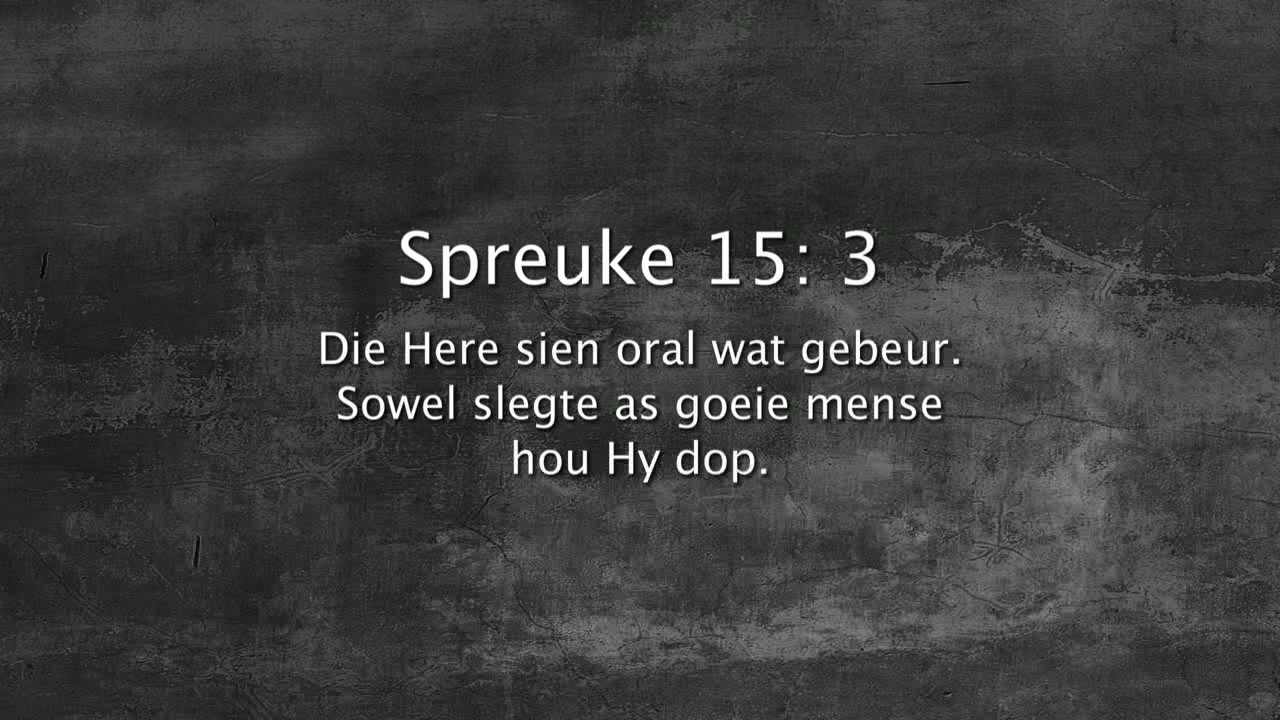 Spreuke 15: 3
Die Here sien oral wat gebeur.
Sowel slegte as goeie mense
hou Hy dop.